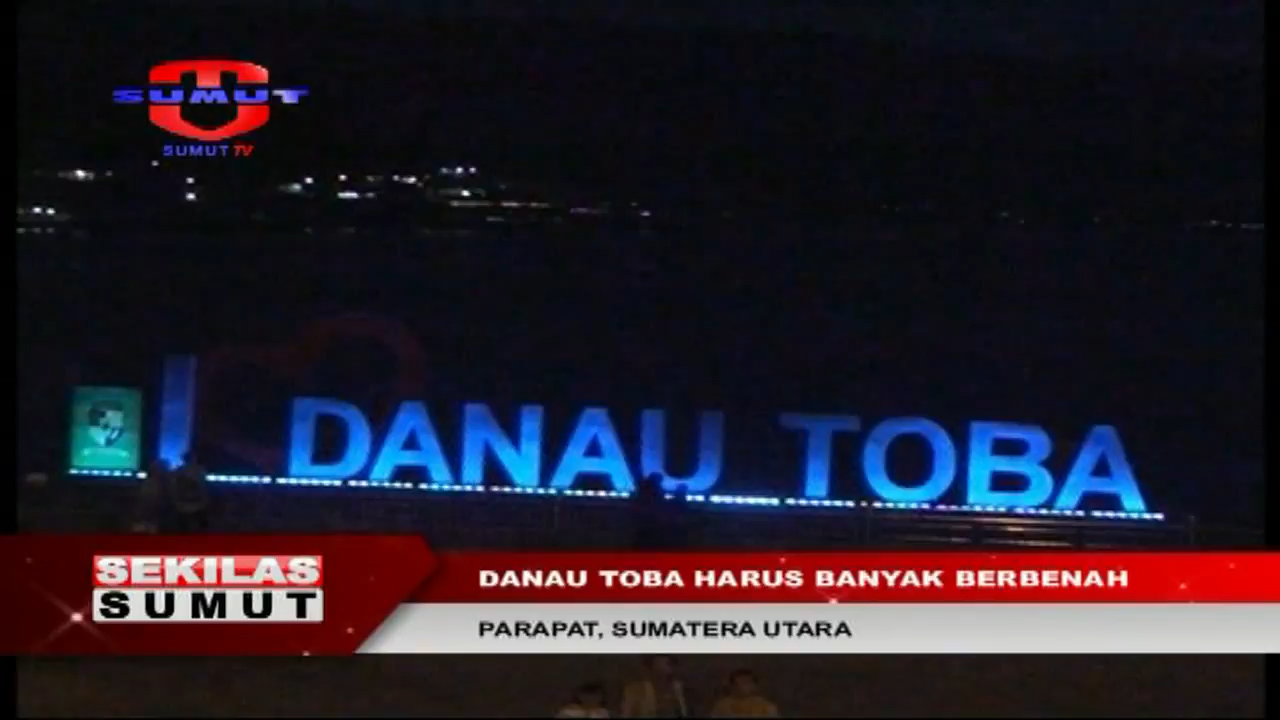 SUMUT
SUMUT TV
I DANAU TOBA
SEKILAS
SUMUT
DANAU TOBA HARUS BANYAK BERBENAH
PARAPAT, SUMATERA UTARA